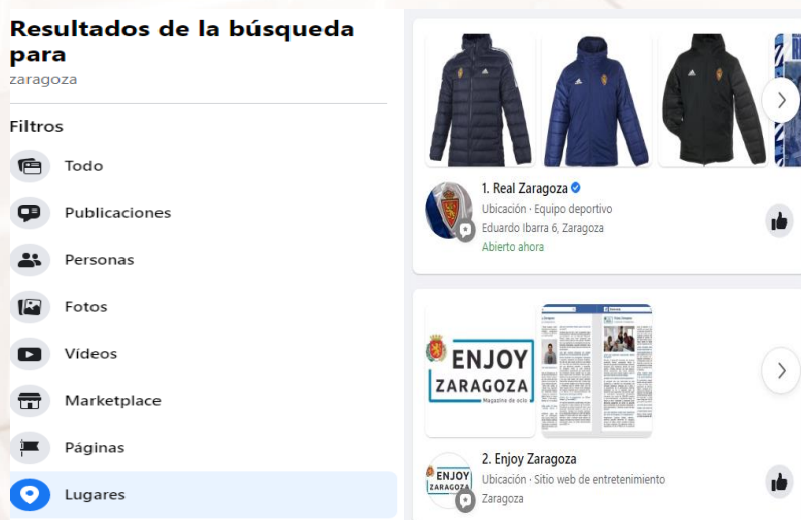 Resultados de la búsqueda
para
zaragoza
Filtros
Todo
Publicaciones
Personas
Fotos
Vídeos
Marketplace
Páginas
Lugares
1. Real Zaragoza
Ubicación · Equipo deportivo
Eduardo Ibarra 6, Zaragoza
Abierto ahora
ENJOY
ZARAGOZA
Magazine de ocio
2. Enjoy Zaragoza
Ubicación · Sitio web de entretenimiento
Zaragoza
ENJOY
ZARAGOZA